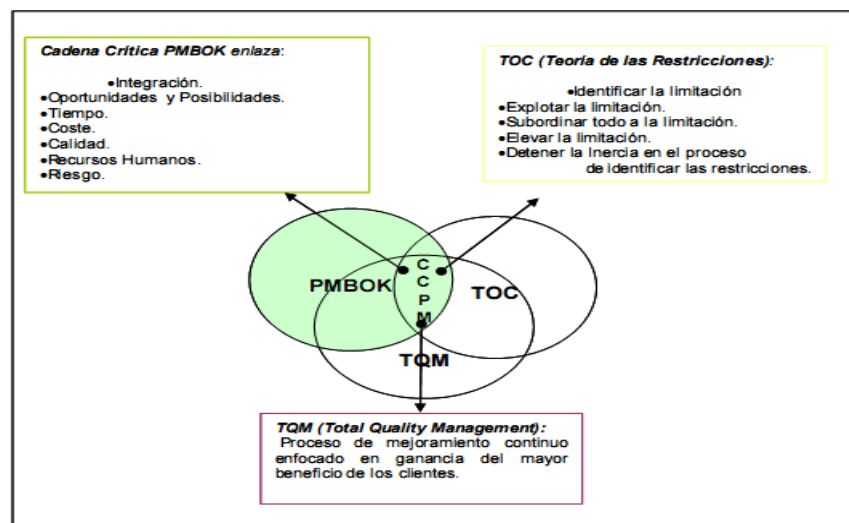 Cadena Crítica PMBOK enlaza:
•Integración.
•Oportunidades y Posibilidades.
•Tiempo.
•Coste.
•Calidad.
•Recursos Humanos.
•Riesgo.
TOC (Teoría de las Restricciones):
•Identificar la limitación
•Explotar la limitación.
•Subordinar todo a la limitación.
•Elevar la limitación.
•Detener la Inercia en el proceso
de identificar las restricciones.
PMBOK
C
C
P
M
TOC
TQM
TQM (Total Quality Management):
Proceso de mejoramiento continuo
enfocado en ganancia del mayor
beneficio de los clientes.